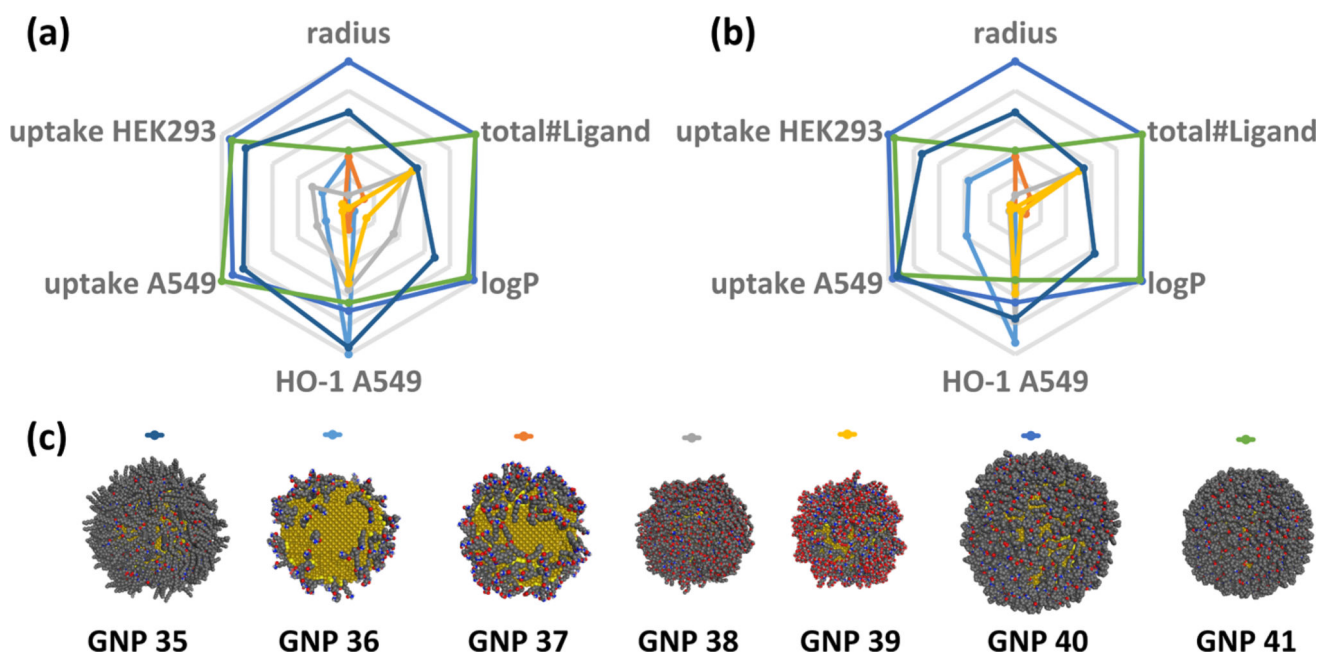 (a)
radius
uptake HEK293
total#Ligand
uptake A549
logP
HO-1 A549
(b)
radius
uptake HEK293
total#Ligand
uptake A549
logP
HO-1 A549
(c)
GNP 35 GNP 36 GNP 37 GNP 38 GNP 39 GNP 40 GNP 41